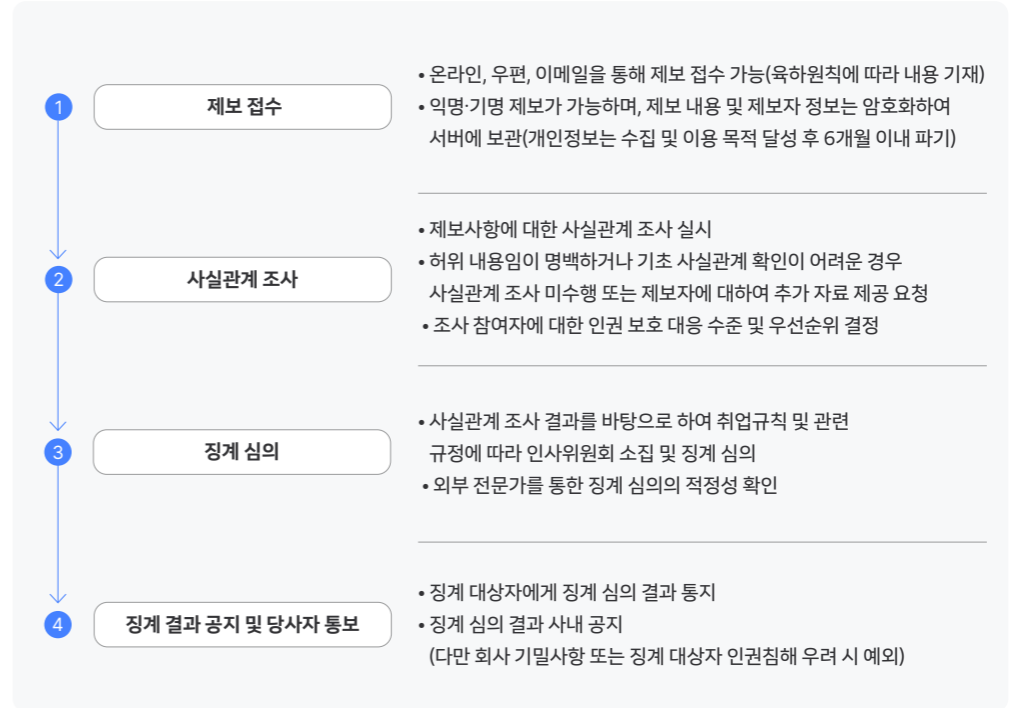 1
제보 접수
• 온라인, 우편, 이메일을 통해 제보 접수 가능(육하원칙에 따라 내용 기재)
• 익명·기명 제보가 가능하며, 제보 내용 및 제보자 정보는 암호화하여
서버에 보관(개인정보는 수집 및 이용 목적 달성 후 6개월 이내 파기)
2
사실관계 조사
• 제보사항에 대한 사실관계 조사 실시
• 허위 내용임이 명백하거나 기초 사실관계 확인이 어려운 경우
사실관계 조사 미수행 또는 제보자에 대하여 추가 자료 제공 요청
• 조사 참여자에 대한 인권 보호 대응 수준 및 우선순위 결정
3
징계 심의
• 사실관계 조사 결과를 바탕으로 하여 취업규칙 및 관련
규정에 따라 인사위원회 소집 및 징계 심의
• 외부 전문가를 통한 징계 심의의 적정성 확인
4
징계 결과 공지 및 당사자 통보
• 징계 대상자에게 징계 심의 결과 통지
• 징계 심의 결과 사내 공지
(다만 회사 기밀사항 또는 징계 대상자 인권침해 우려 시 예외)